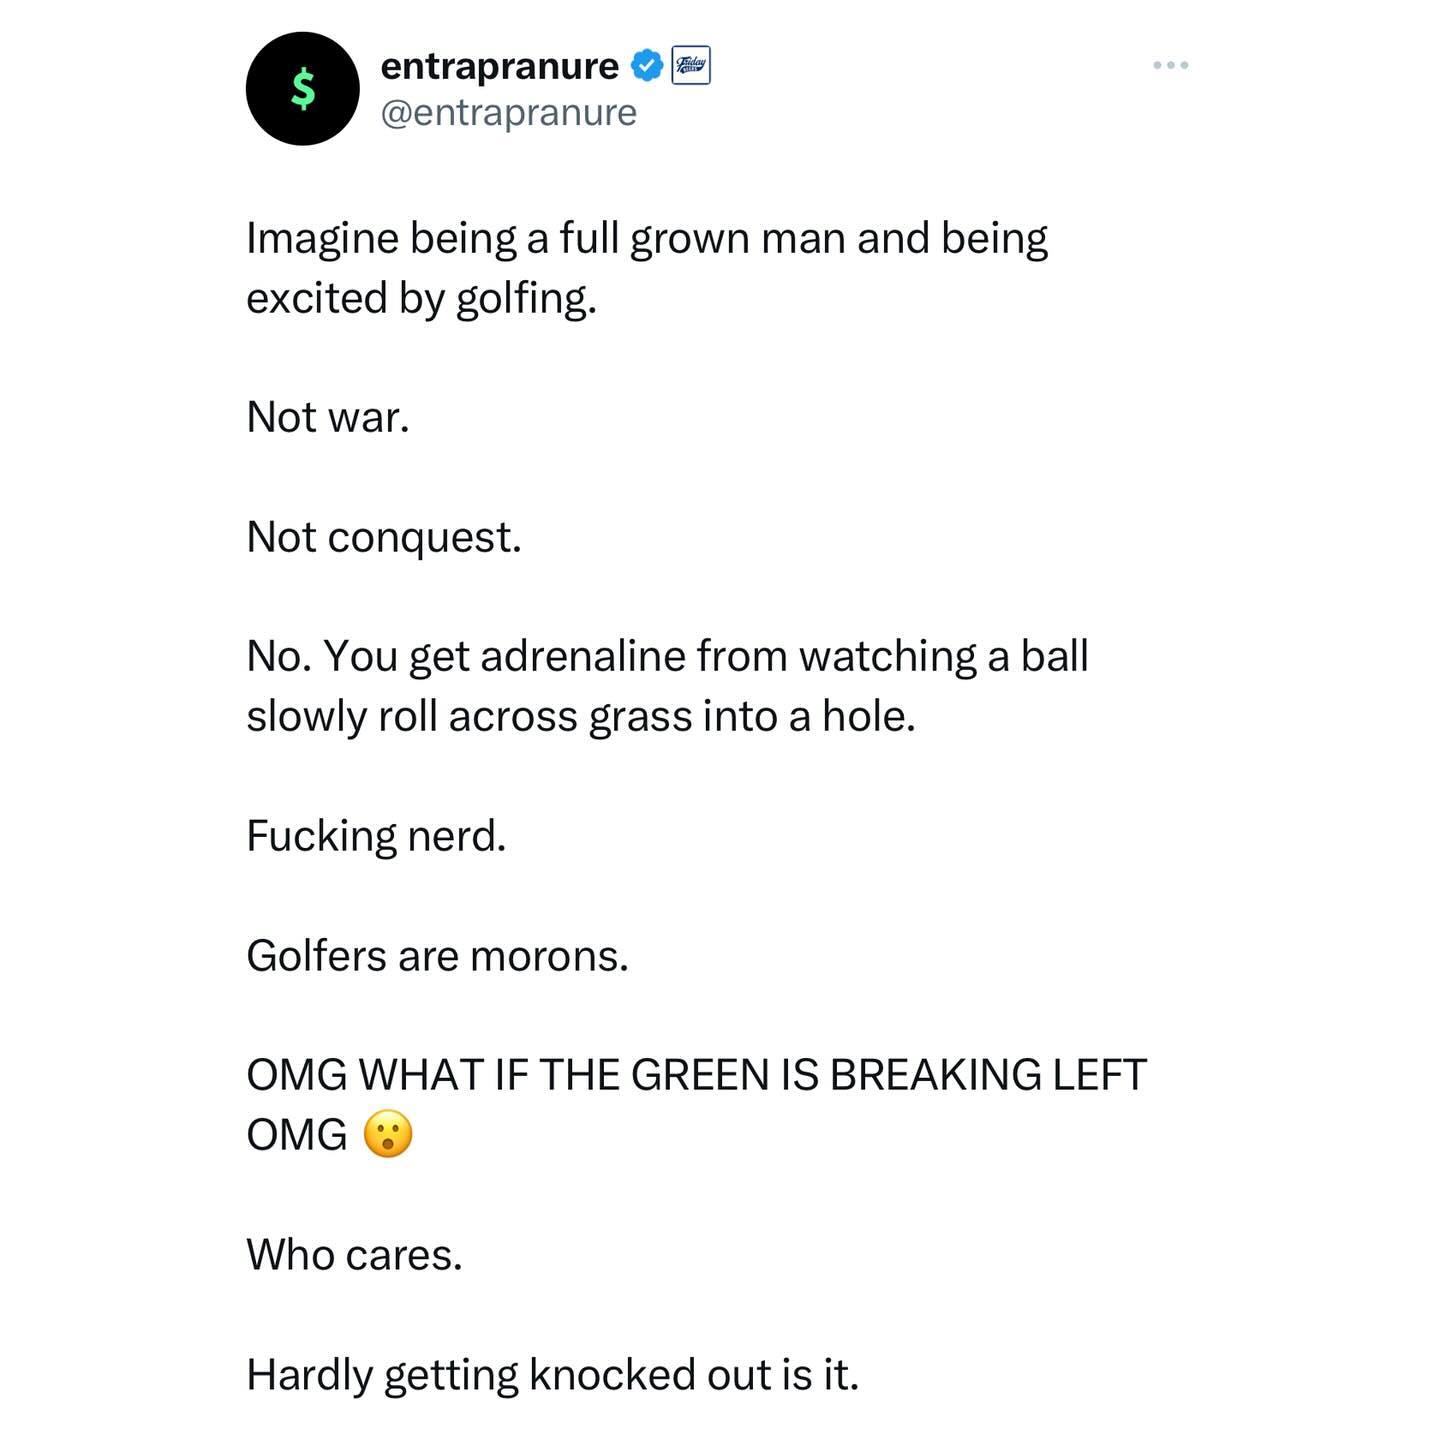 entrapranure
Friday
@entrapranure
Imagine being a full grown man and being
excited by golfing.
Not war.
Not conquest.
No. You get adrenaline from watching a ball
slowly roll across grass into a hole.
Fucking nerd.
Golfers are morons.
OMG WHAT IF THE GREEN IS BREAKING LEFT
OMG 😮
Who cares.
Hardly getting knocked out is it.